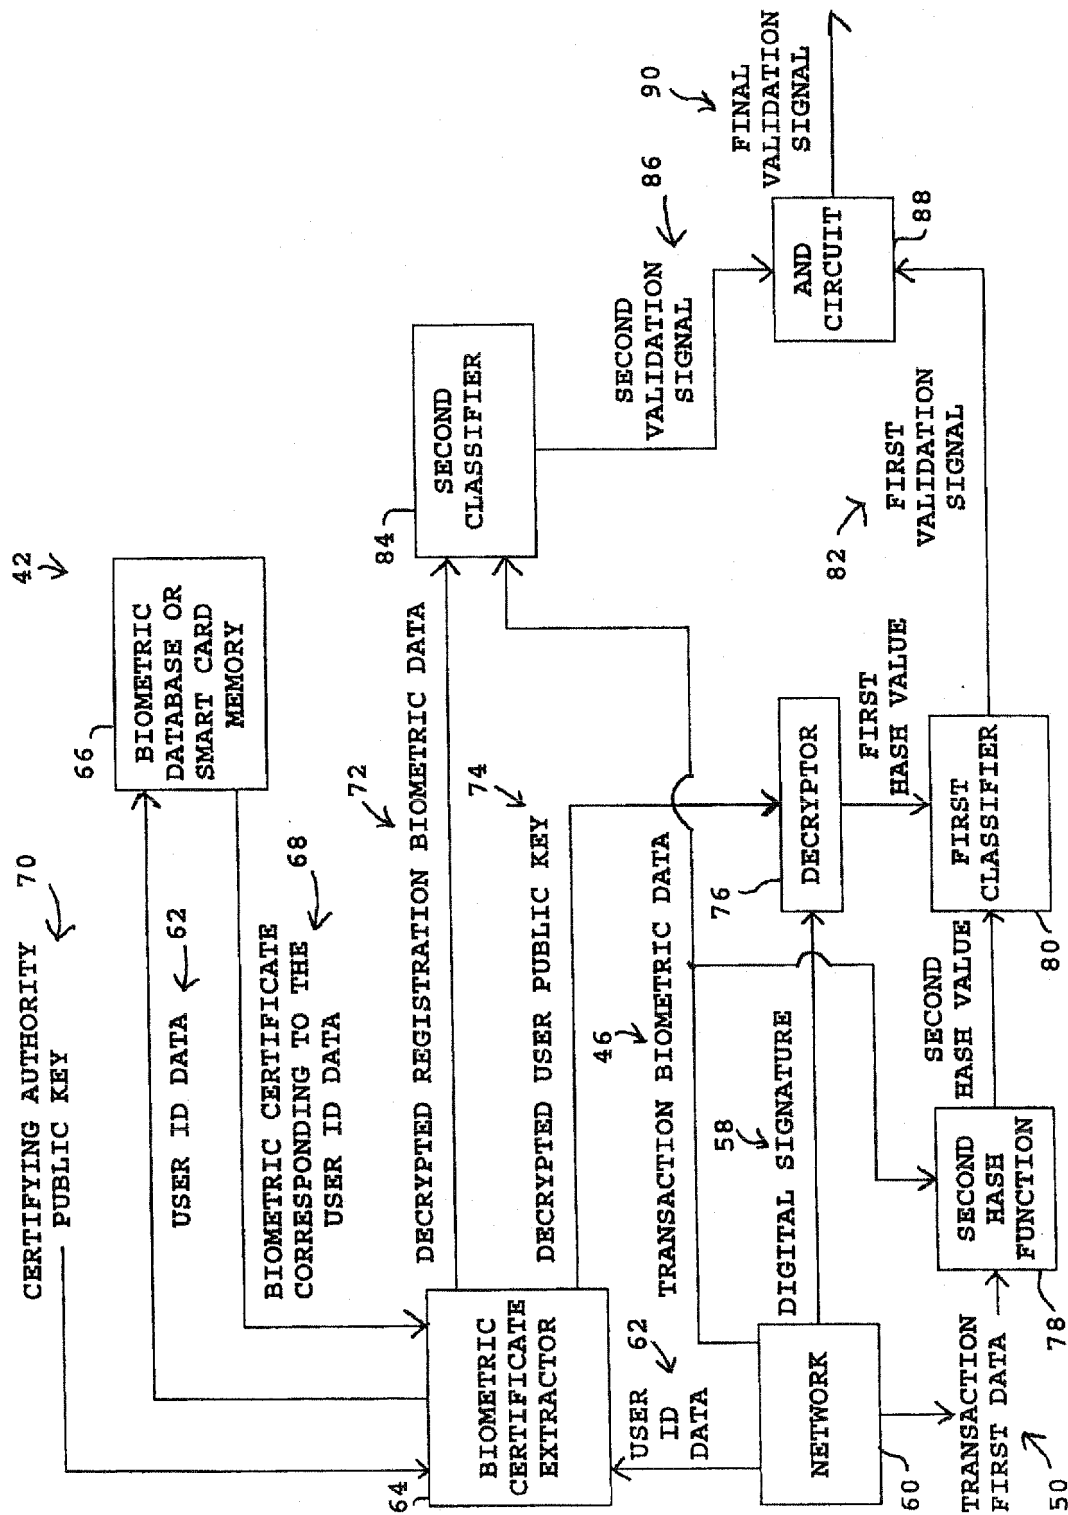 42
CERTIFYING AUTHORITY
PUBLIC KEY
70
USER ID DATA
62
66
BIOMETRIC
DATABASE OR
SMART CARD
MEMORY
BIOMETRIC CERTIFICATE
CORRESPONDING TO THE
USER ID DATA
68
64
BIOMETRIC
CERTIFICATE
EXTRACTOR
DECRYPTED REGISTRATION BIOMETRIC DATA
72
DECRYPTED USER PUBLIC KEY
74
84
SECOND
CLASSIFIER
SECOND
VALIDATION
SIGNAL
86
USER
ID
DATA
62
TRANSACTION BIOMETRIC DATA
46
DIGITAL SIGNATURE
58
60
NETWORK
76
DECRYPTOR
FIRST
HASH VALUE
AND
CIRCUIT
88
FINAL
VALIDATION
SIGNAL
90
TRANSACTION
FIRST DATA
50
SECOND
HASH
FUNCTION
78
SECOND
HASH VALUE
FIRST
CLASSIFIER
80
FIRST
VALIDATION
SIGNAL
82